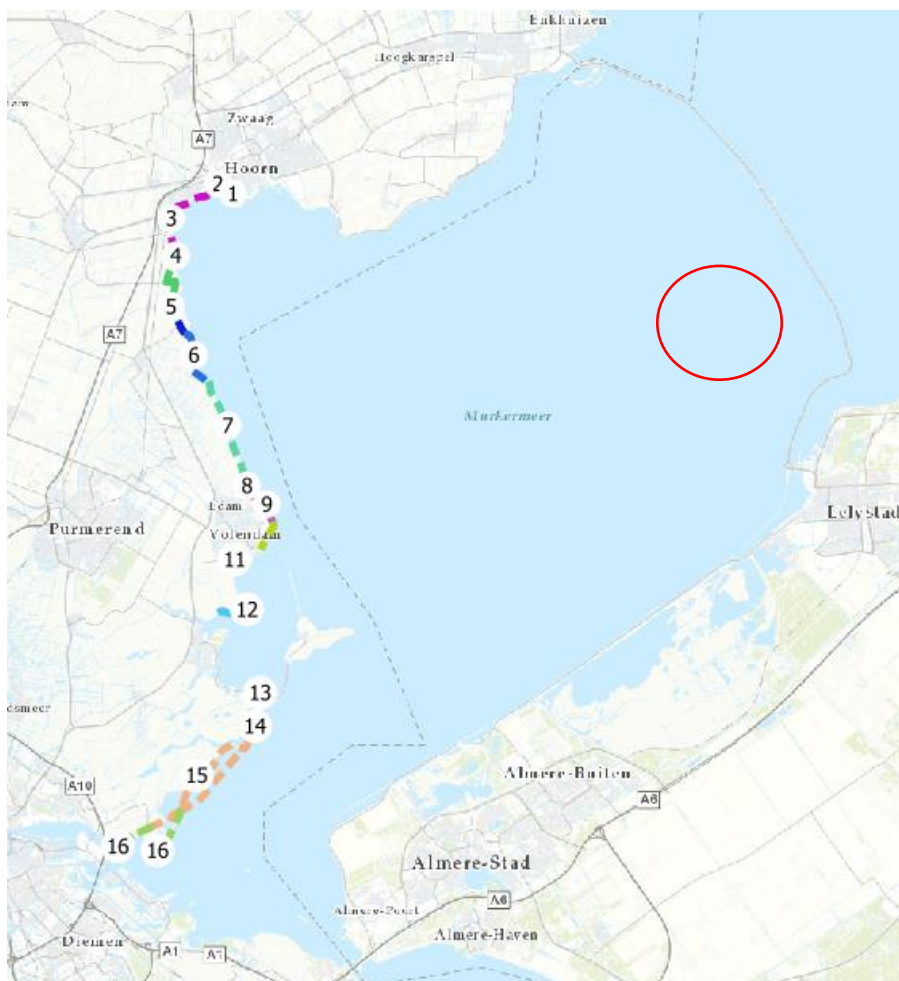 Enkhuizen
Hoogkarspel
Zwaag
A7
Hoorn
2
1
3
4
5
A7
6
Markermeer
7
8
Edam
9
Purmerend
Volendam
Lelystad
11
12
13
14
15
Almere-Buiten
A10
A6
16
16
Almere-Stad
A6
Almere-Poort
Almere-Haven
Diemen
A1
A1